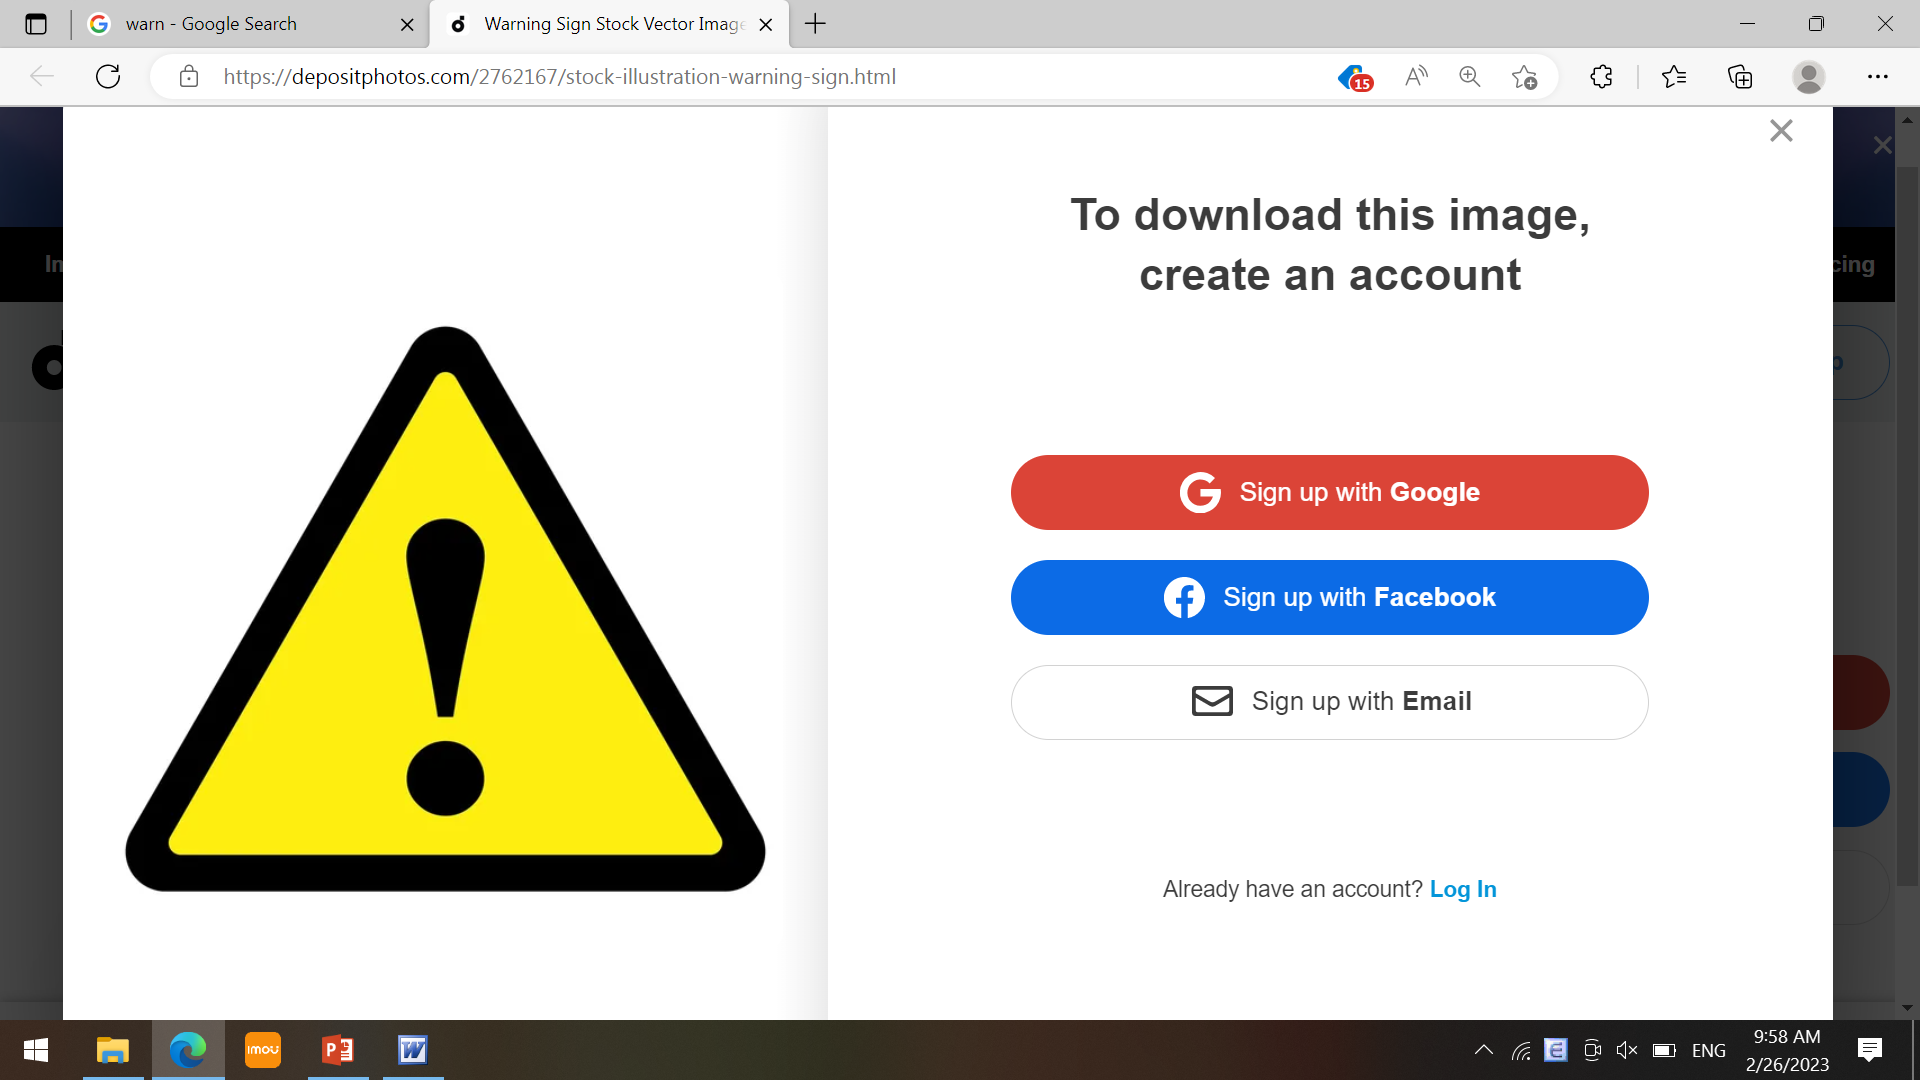 warn - Google Search
Warning Sign Stock Vector Image
https://depositphotos.com/2762167/stock-illustration-warning-sign.html
15
To download this image,
create an account
Sign up with Google
Sign up with Facebook
Sign up with Email
Already have an account? Log In
imou
ENG
9:58 AM
2/26/2023